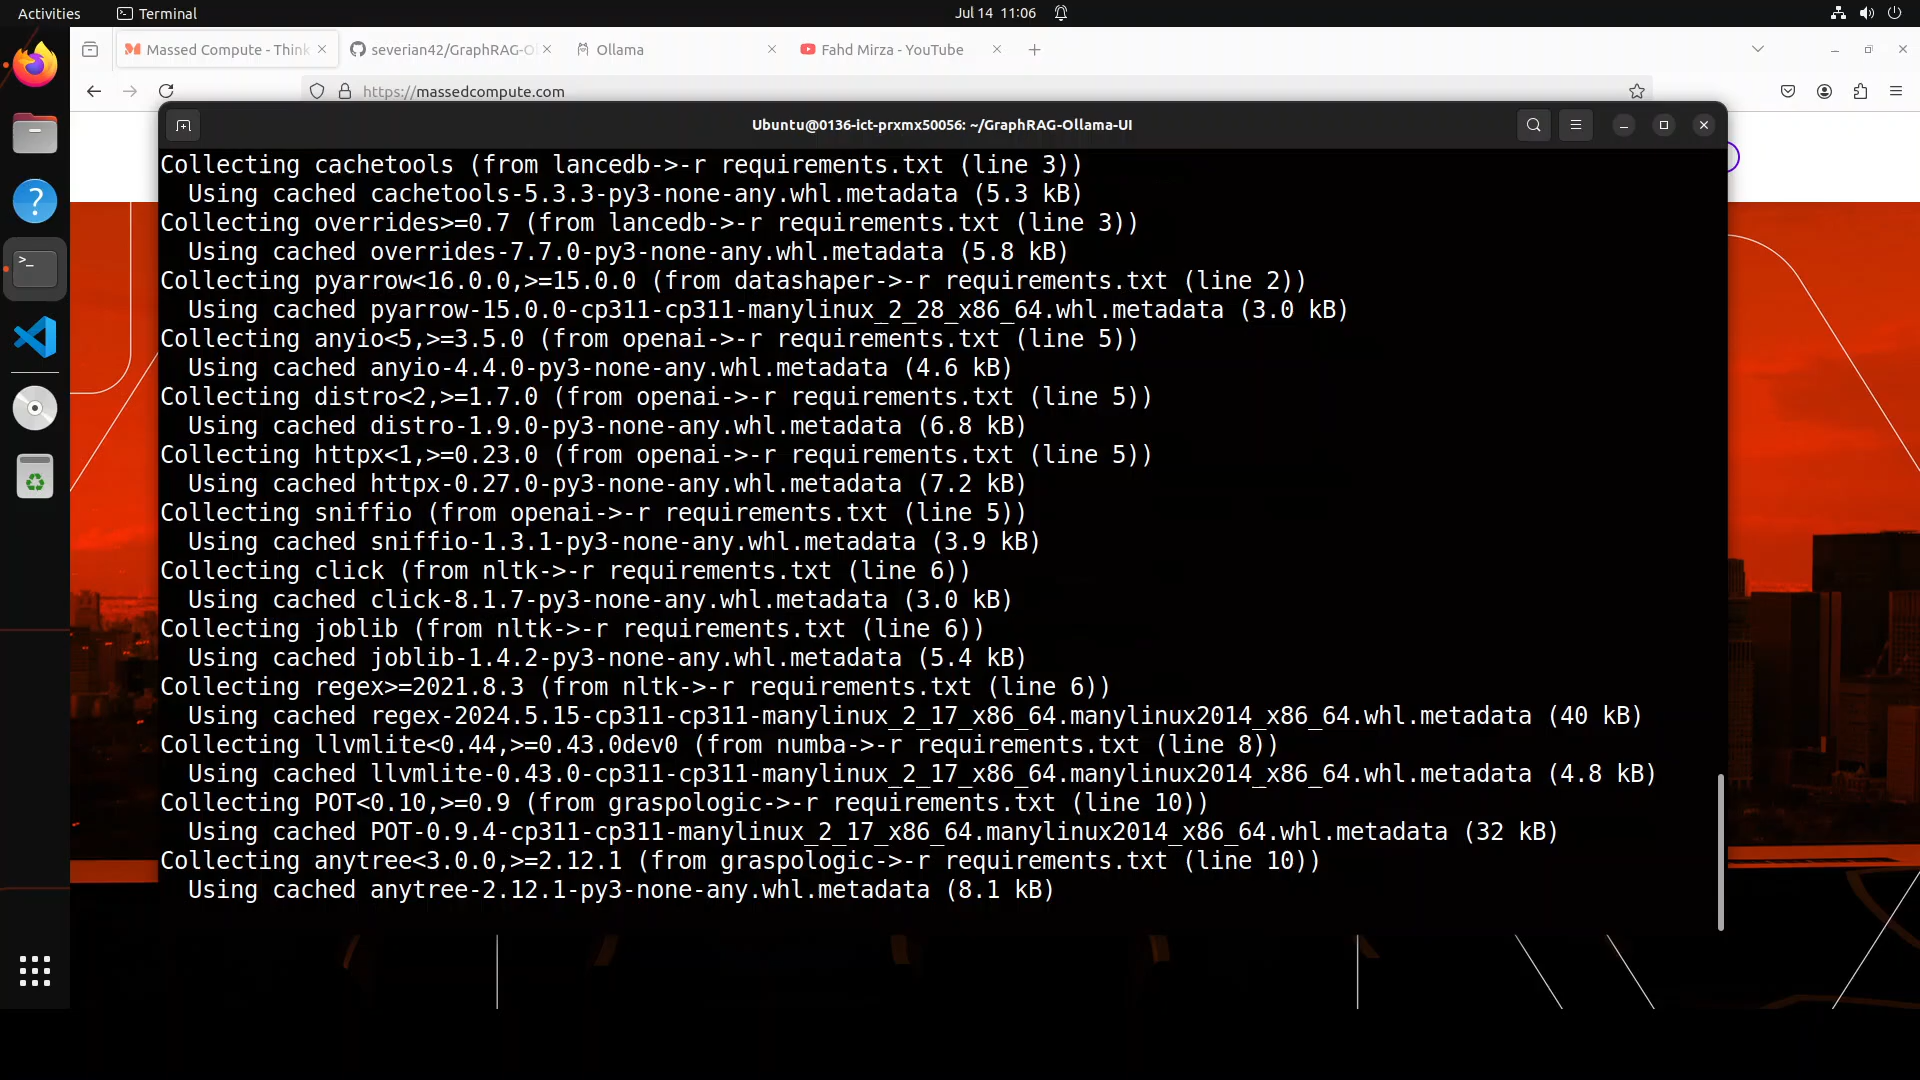 Activities
Terminal
Jul 14 11:06
Massed Compute - Think
severian42/GraphRAG-O
Ollama
Fahd Mirza - YouTube
https://massedcompute.com
Ubuntu@0136-ict-prxmx50056: ~/GraphRAG-Ollama-UI
Collecting cachetools (from lancedb->-r requirements.txt (line 3))
Using cached cachetools-5.3.3-py3-none-any.whl.metadata (5.3 kB)
Collecting overrides>=0.7 (from lancedb->-r requirements.txt (line 3))
Using cached overrides-7.7.0-py3-none-any.whl.metadata (5.8 kB)
Collecting pyarrow<16.0.0,>=15.0.0 (from datashaper->-r requirements.txt (line 2))
Using cached pyarrow-15.0.0-cp311-cp311-manylinux_2_28_x86_64.whl.metadata (3.0 kB)
Collecting anyio<5,>=3.5.0 (from openai->-r requirements.txt (line 5))
Using cached anyio-4.4.0-py3-none-any.whl.metadata (4.6 kB)
Collecting distro<2,>=1.7.0 (from openai->-r requirements.txt (line 5))
Using cached distro-1.9.0-py3-none-any.whl.metadata (6.8 kB)
Collecting httpx<1,>=0.23.0 (from openai->-r requirements.txt (line 5))
Using cached httpx-0.27.0-py3-none-any.whl.metadata (7.2 kB)
Collecting sniffio (from openai->-r requirements.txt (line 5))
Using cached sniffio-1.3.1-py3-none-any.whl.metadata (3.9 kB)
Collecting click (from nltk->-r requirements.txt (line 6))
Using cached click-8.1.7-py3-none-any.whl.metadata (3.0 kB)
Collecting joblib (from nltk->-r requirements.txt (line 6))
Using cached joblib-1.4.2-py3-none-any.whl.metadata (5.4 kB)
Collecting regex>=2021.8.3 (from nltk->-r requirements.txt (line 6))
Using cached regex-2024.5.15-cp311-cp311-manylinux_2_17_x86_64.manylinux2014_x86_64.whl.metadata (40 kB)
Collecting llvmlite<0.44,>=0.43.0dev0 (from numba->-r requirements.txt (line 8))
Using cached llvmlite-0.43.0-cp311-cp311-manylinux_2_17_x86_64.manylinux2014_x86_64.whl.metadata (4.8 kB)
Collecting POT<0.10,>=0.9 (from graspologic->-r requirements.txt (line 10))
Using cached POT-0.9.4-cp311-cp311-manylinux_2_17_x86_64.manylinux2014_x86_64.whl.metadata (32 kB)
Collecting anytree<3.0.0,>=2.12.1 (from graspologic->-r requirements.txt (line 10))
Using cached anytree-2.12.1-py3-none-any.whl.metadata (8.1 kB)